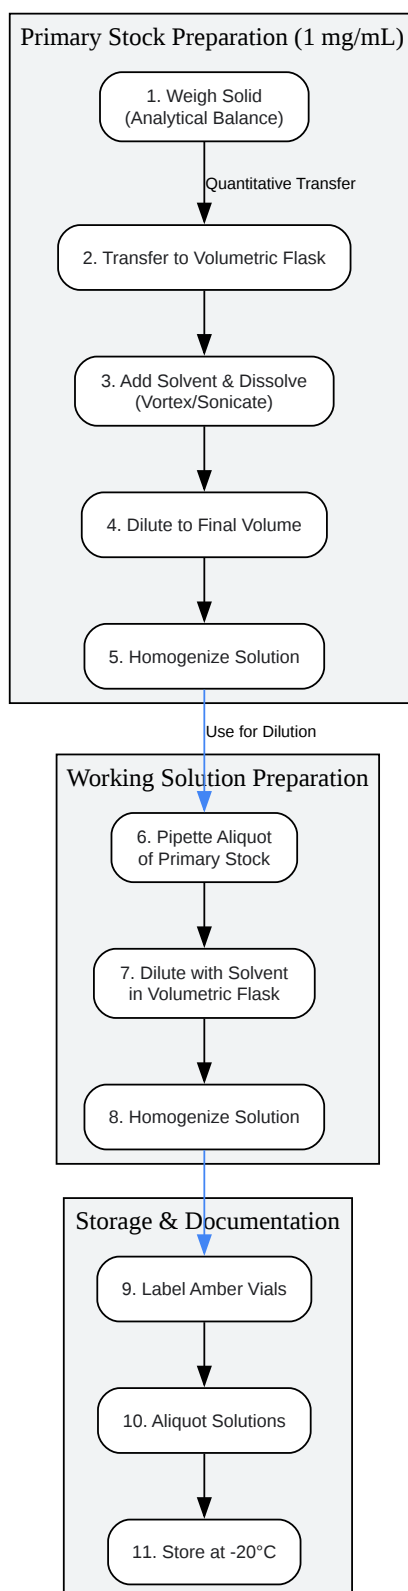 Primary Stock Preparation (1 mg/mL)
1. Weigh Solid
(Analytical Balance)
Quantitative Transfer
2. Transfer to Volumetric Flask
3. Add Solvent & Dissolve
(Vortex/Sonicate)
4. Dilute to Final Volume
5. Homogenize Solution
Use for Dilution
Working Solution Preparation
6. Pipette Aliquot
of Primary Stock
7. Dilute with Solvent
in Volumetric Flask
8. Homogenize Solution
Storage & Documentation
9. Label Amber Vials
10. Aliquot Solutions
11. Store at -20°C